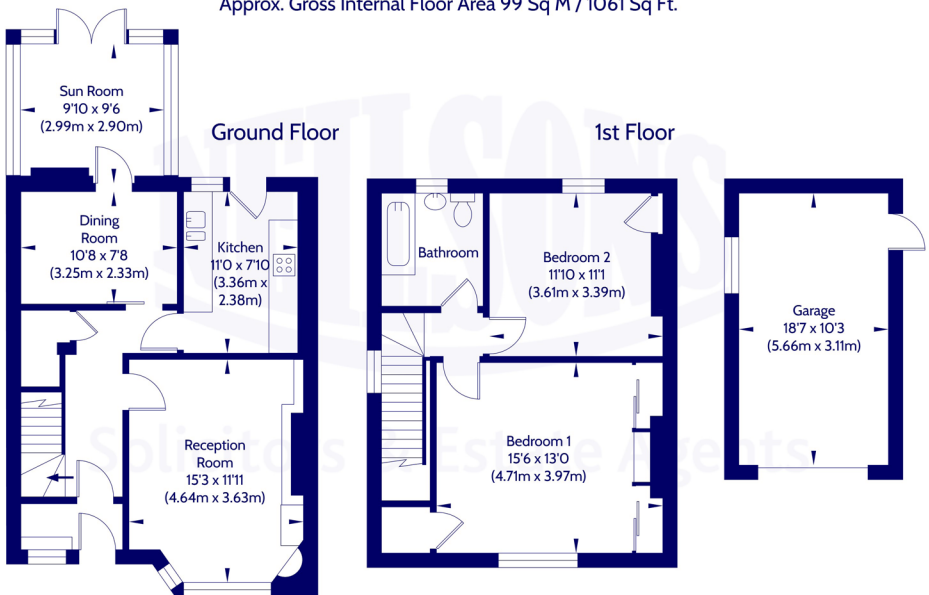 Approx. Gross Internal Floor Area 99 Sq M / 1061 Sq Ft.
Ground Floor
1st Floor
Sun Room
9'10 x 9'6
(2.99m x 2.90m)
Dining
Room
10'8 x 7'8
(3.25m x 2.33m)
Kitchen
11'0 x 7'10
(3.36m x
2.38m)
Reception
Room
15'3 x 11'11
(4.64m x 3.63m)
Bathroom
Bedroom 2
11'10 x 11'1
(3.61m x 3.39m)
Bedroom 1
15'6 x 13'0
(4.71m x 3.97m)
Garage
18'7 x 10'3
(5.66m x 3.11m)
NEILSONS
Solicitors & Estate Agents